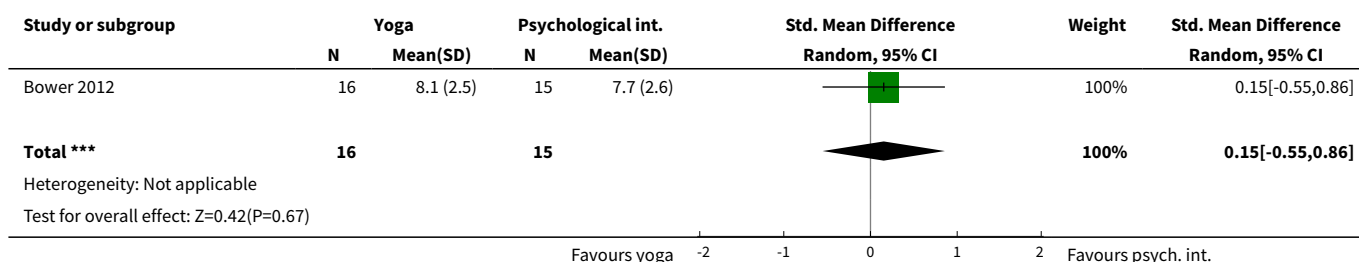 Study or subgroup Yoga Psychological int. Std. Mean Difference Weight Std. Mean Difference
N Mean(SD) N Mean(SD) Random, 95% CI Random, 95% CI
Bower 2012 16 8.1 (2.5) 15 7.7 (2.6) 100% 0.15[-0.55,0.86]
Total *** 16 15 100% 0.15[-0.55,0.86]
Heterogeneity: Not applicable
Test for overall effect: Z=0.42(P=0.67)
Favours yoga -2 -1 0 1 2 Favours psych. int.